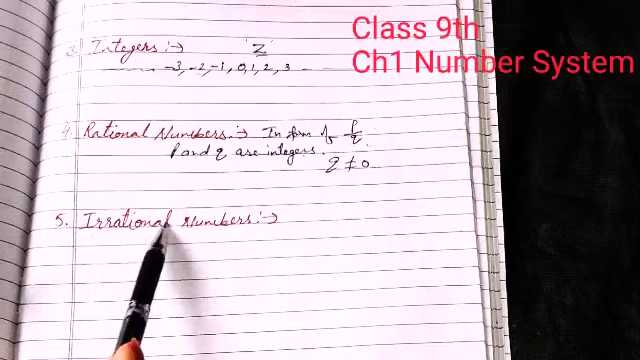 Class 9th
Ch1 Number System
3. Integers :→ 'Z'
........ -3, -2, -1, 0, 1, 2, 3 --
4. Rational Numbers :→ In form of p/q.
P and q are integers.
q ≠ 0
5. Irrational Numbers :→